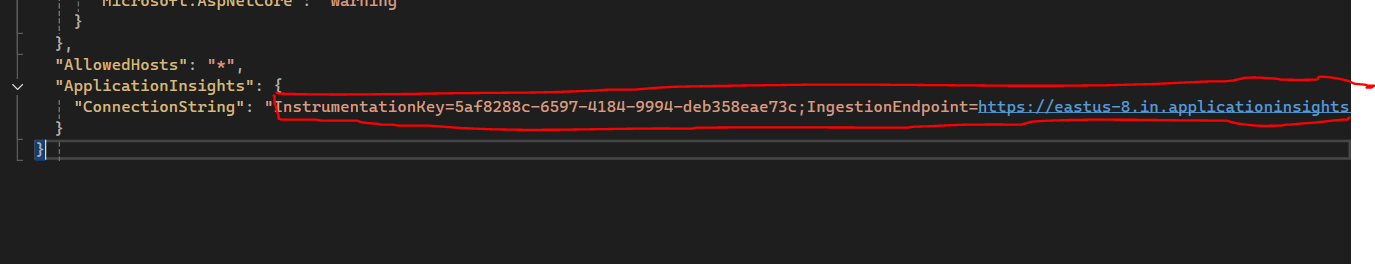 "Microsoft.AspNetCore": "Warning"
}
},
"AllowedHosts": "*",
"ApplicationInsights": {
"ConnectionString": "InstrumentationKey=5af8288c-6597-4184-9994-deb358eae73c;IngestionEndpoint=https://eastus-8.in.applicationinsights
}
}